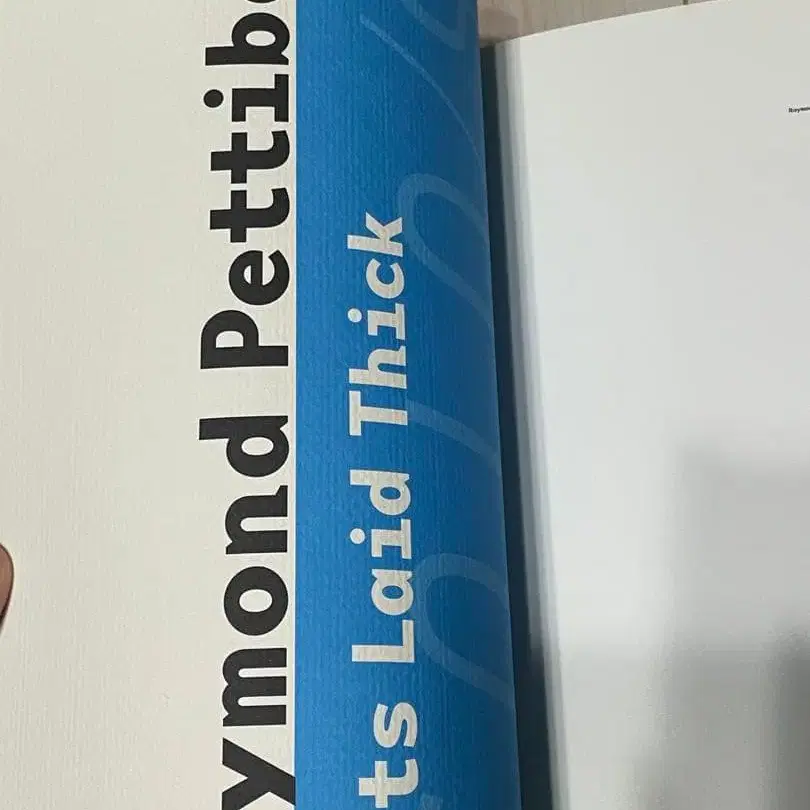 ymond Pettib
ts Laid Thick